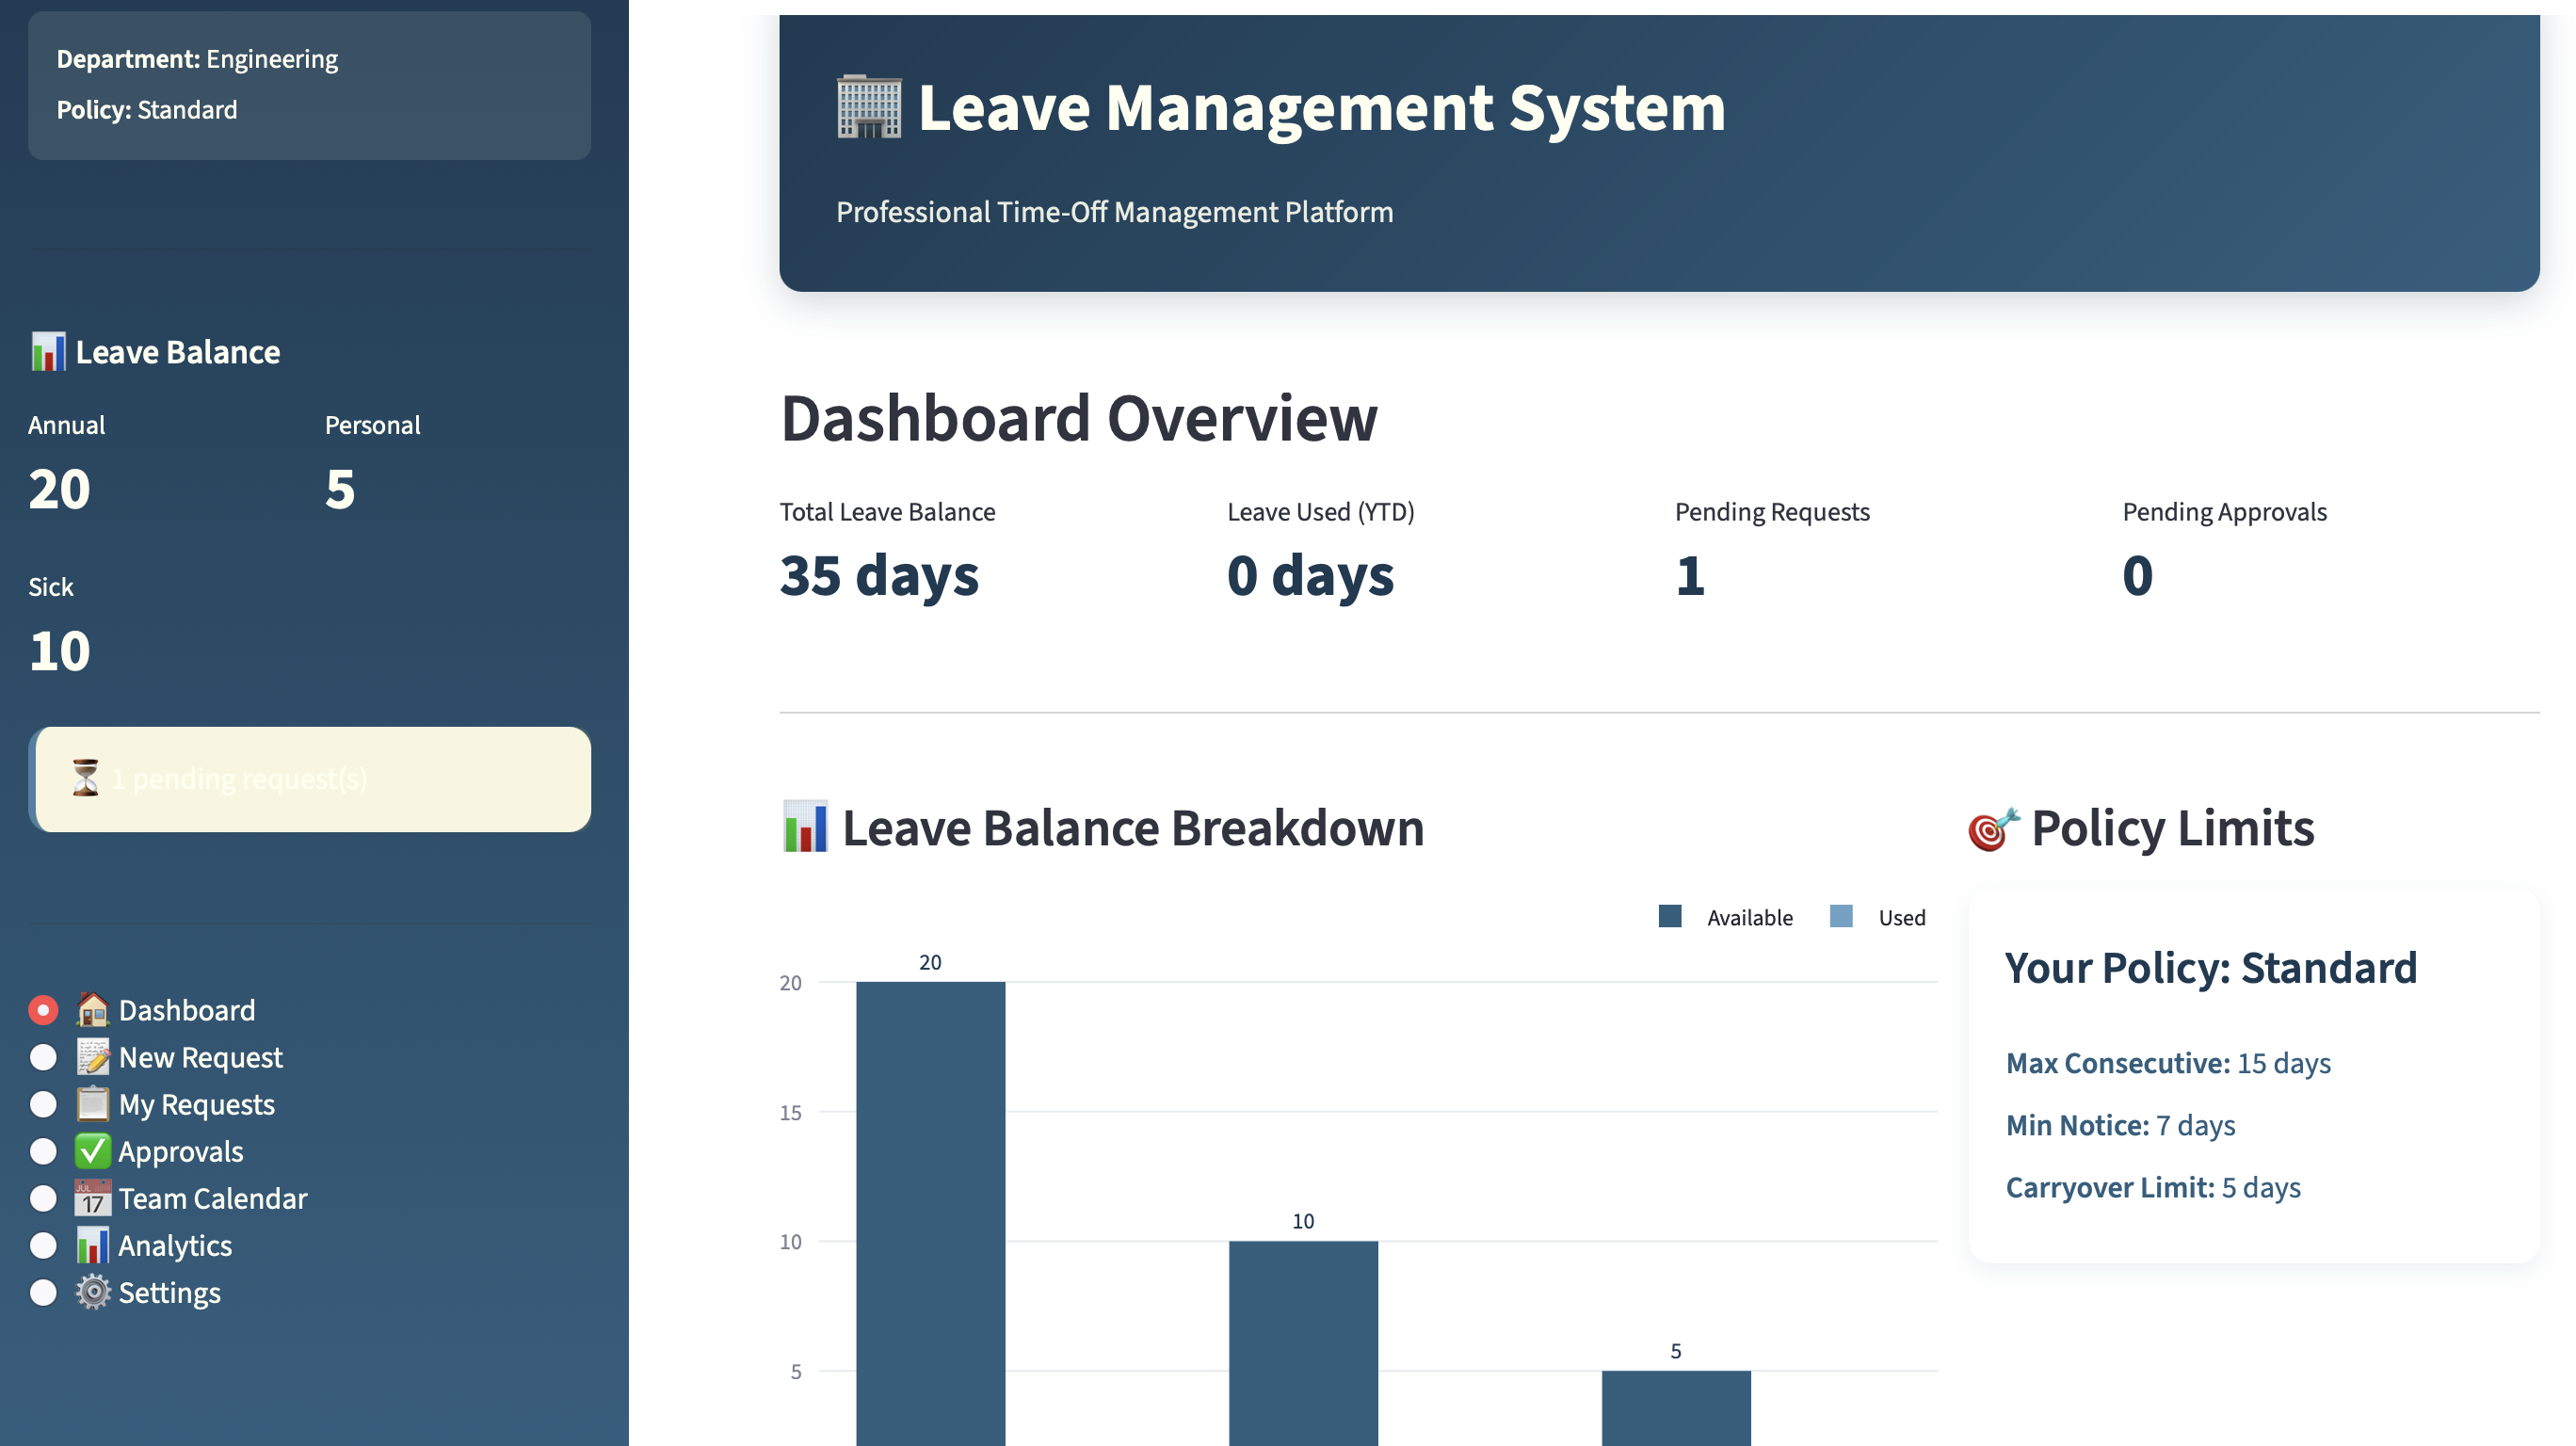 Department: Engineering
Policy: Standard
📊 Leave Balance
Annual
20
Personal
5
Sick
10
⏳ 1 pending request(s)
🏠 Dashboard
📝 New Request
📋 My Requests
✅ Approvals
📅 Team Calendar
📊 Analytics
⚙️ Settings
🏢 Leave Management System
Professional Time-Off Management Platform
Dashboard Overview
Total Leave Balance
35 days
Leave Used (YTD)
0 days
Pending Requests
1
Pending Approvals
0
📊 Leave Balance Breakdown
Available Used
20
15
10
5
20
10
5
🎯 Policy Limits
Your Policy: Standard
Max Consecutive: 15 days
Min Notice: 7 days
Carryover Limit: 5 days